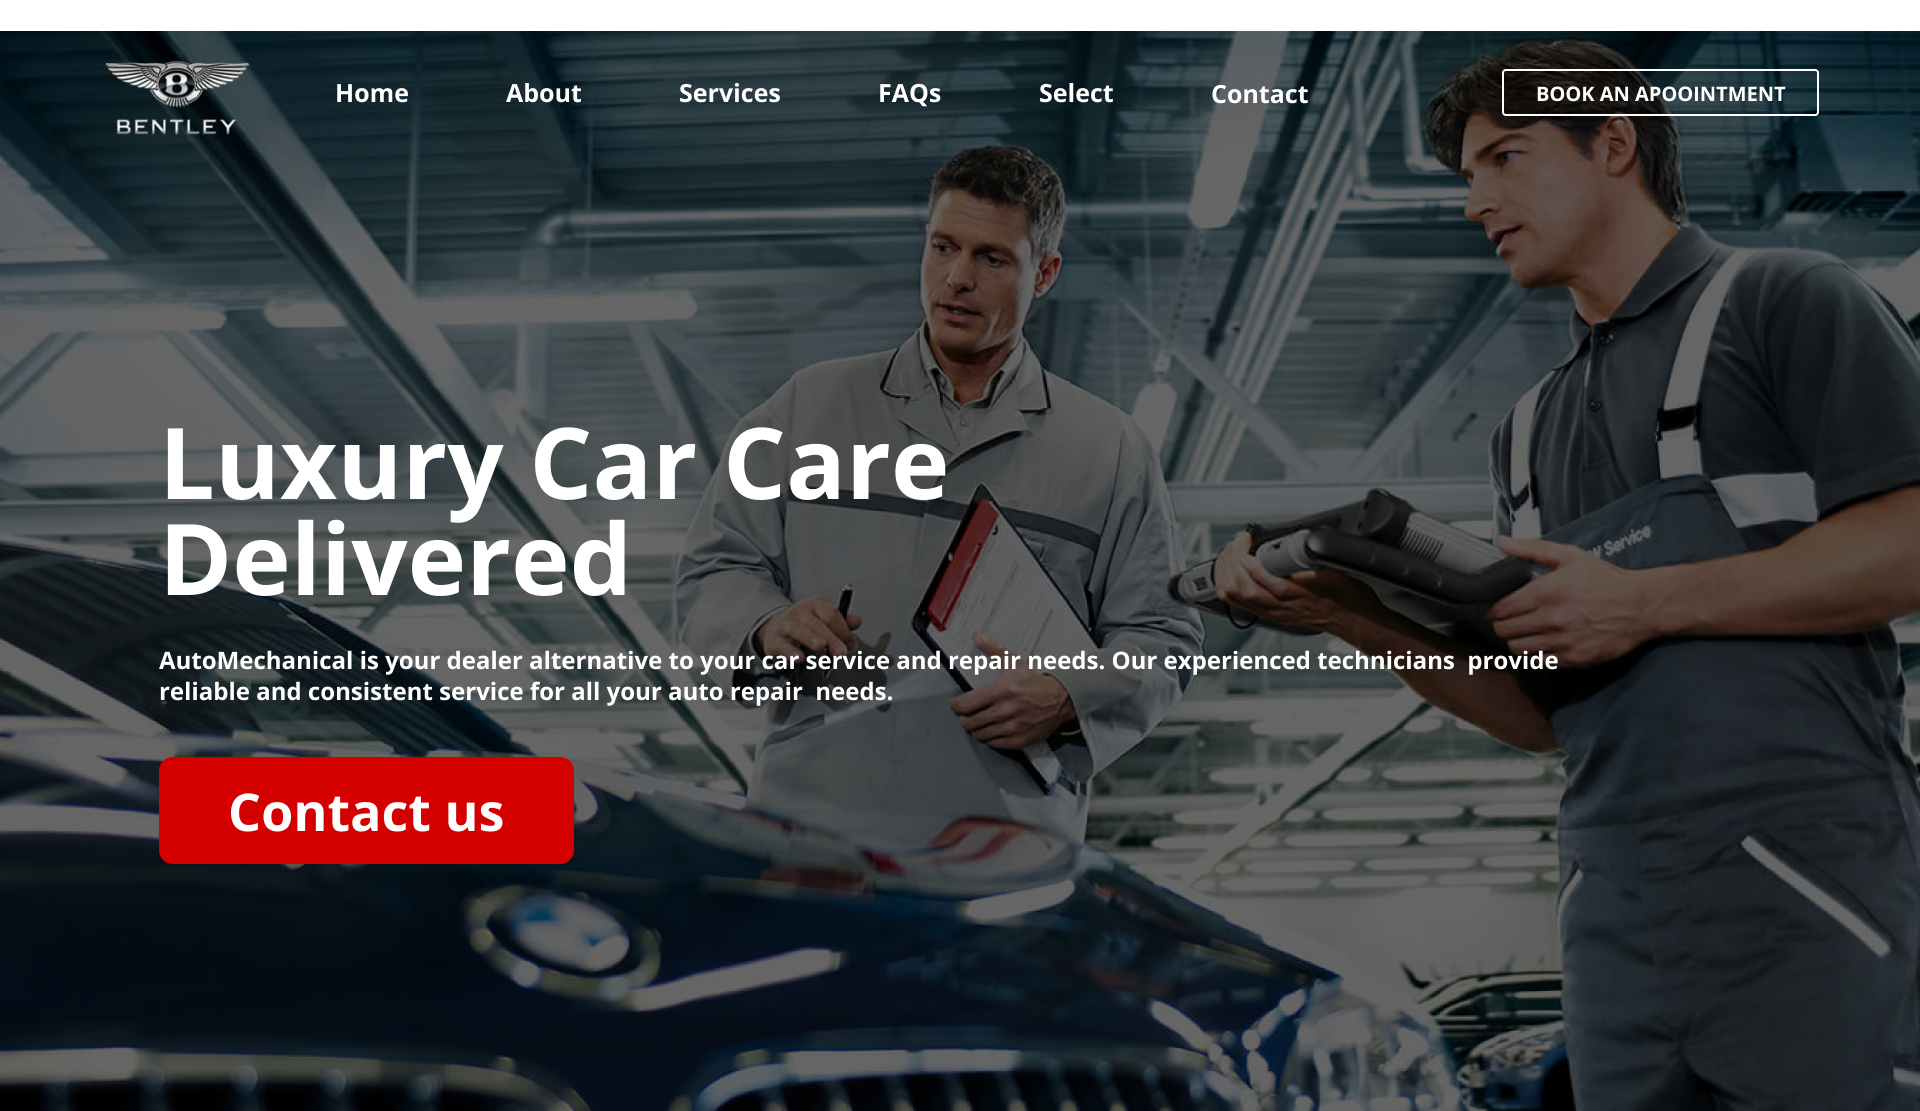 B
BENTLEY
Home
About
Services
FAQs
Select
Contact
BOOK AN APOOINTMENT
Luxury Car Care
Delivered
Service
AutoMechanical is your dealer alternative to your car service and repair needs. Our experienced technicians  provide
reliable and consistent service for all your auto repair  needs.
Contact us